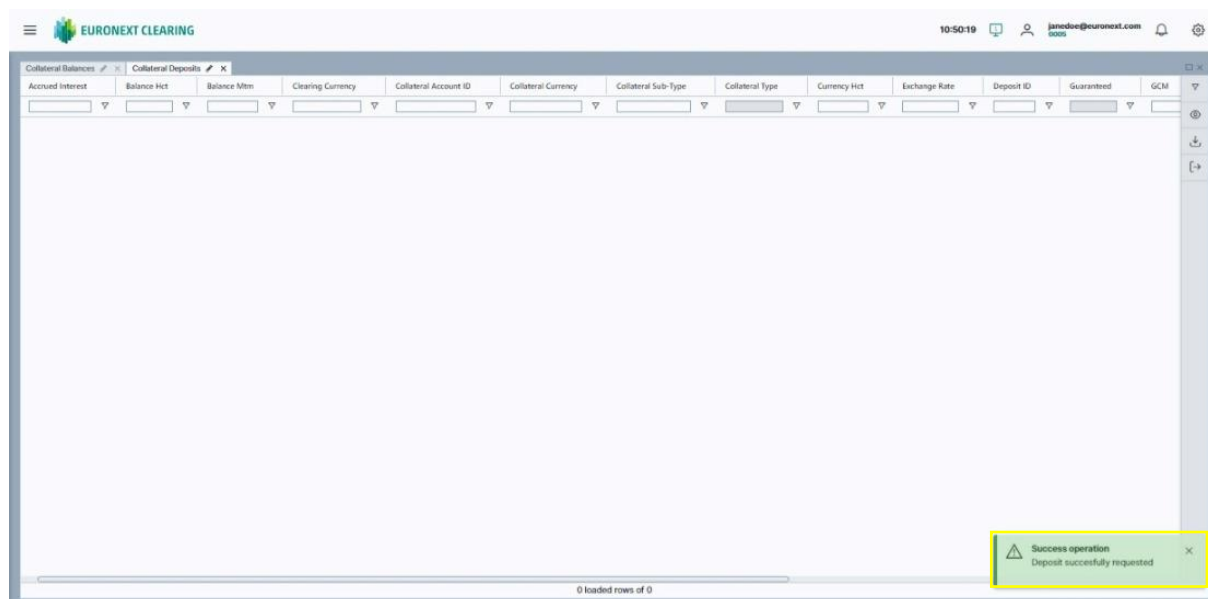 EURONEXT CLEARING
10:50:19
janedoe@euronext.com
0005
Collateral Balances Collateral Deposits
Accrued Interest Balance Hct Balance Mtm Clearing Currency Collateral Account ID Collateral Currency Collateral Sub-Type Collateral Type Currency Hct Exchange Rate Deposit ID Guaranteed GCM
Success operation
Deposit succesfully requested
0 loaded rows of 0